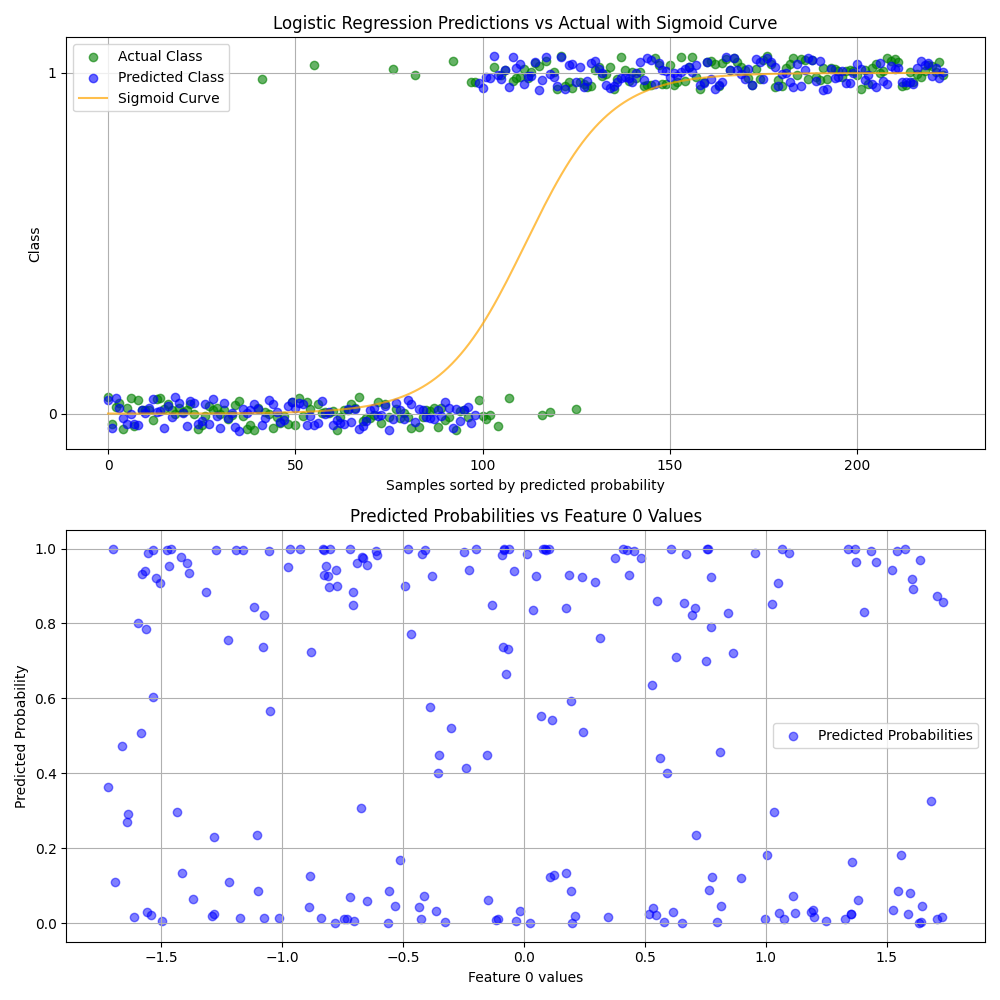 Logistic Regression Predictions vs Actual with Sigmoid Curve
Actual Class
Predicted Class
Sigmoid Curve
1
0
Class
0 50 100 150 200
Samples sorted by predicted probability
Predicted Probabilities vs Feature 0 Values
1.0
0.8
0.6
0.4
0.2
0.0
Predicted Probability
Predicted Probabilities
−1.5 −1.0 −0.5 0.0 0.5 1.0 1.5
Feature 0 values